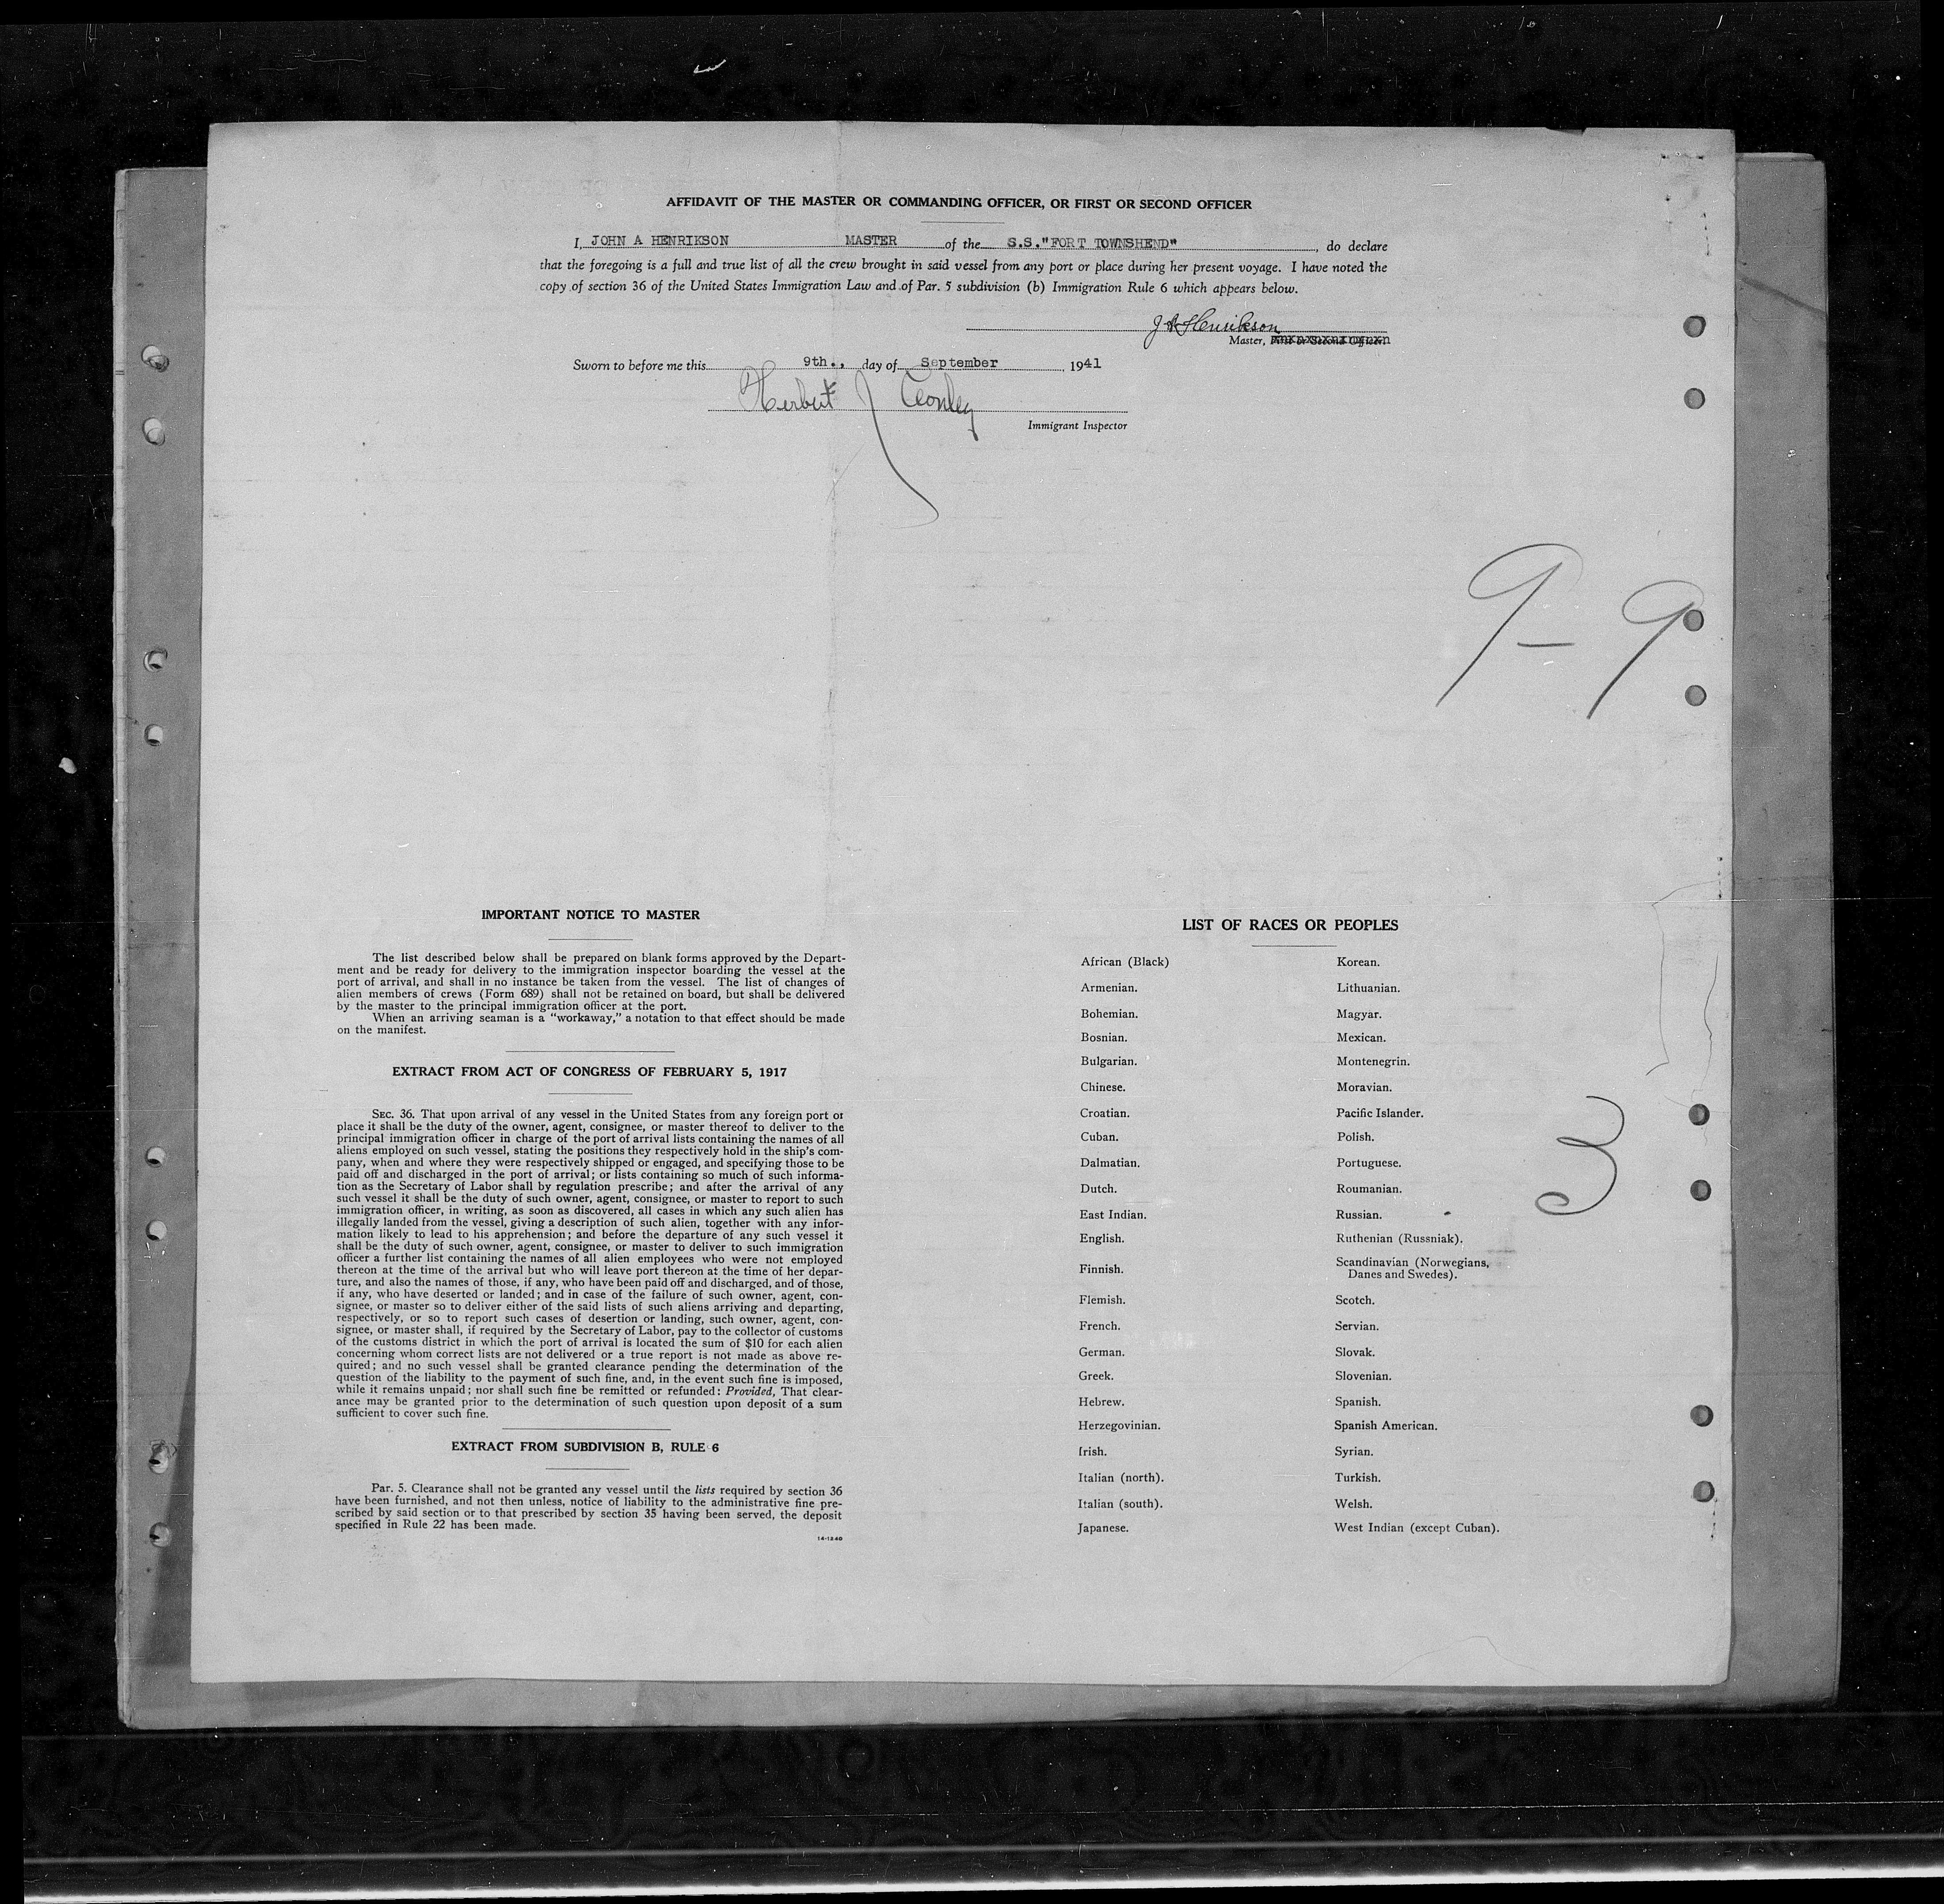 AFFIDAVIT OF THE MASTER OR COMMANDING OFFICER, OR FIRST OR SECOND OFFICER
I, JOHN A HENRIKSON MASTER of the S.S."FORT TOWNSHEND", do declare
that the foregoing is a full and true list of all the crew brought in said vessel from any port or place during her present voyage. I have noted the
copy of section 36 of the United States Immigration Law and of Par. 5 subdivision (b) Immigration Rule 6 which appears below.
J A Henrikson
Master, First or Second Officer.
Sworn to before me this 9th., day of September, 1941
Herbert J
Immigrant Inspector
9-9
IMPORTANT NOTICE TO MASTER
The list described below shall be prepared on blank forms approved by the Depart-
ment and be ready for delivery to the immigration inspector boarding the vessel at the
port of arrival, and shall in no instance be taken from the vessel. The list of changes of
alien members of crews (Form 689) shall not be retained on board, but shall be delivered
by the master to the principal immigration officer at the port.
When an arriving seaman is a "workaway," a notation to that effect should be made
on the manifest.
EXTRACT FROM ACT OF CONGRESS OF FEBRUARY 5, 1917
SEC. 36. That upon arrival of any vessel in the United States from any foreign port or
place it shall be the duty of the owner, agent, consignee, or master thereof to deliver to the
principal immigration officer in charge of the port of arrival lists containing the names of all
aliens employed on such vessel, stating the positions they respectively hold in the ship's com-
pany, when and where they were respectively shipped or engaged, and specifying those to be
paid off and discharged in the port of arrival; or lists containing so much of such informa-
tion as the Secretary of Labor shall by regulation prescribe; and after the arrival of any
such vessel it shall be the duty of such owner, agent, consignee, or master to report to such
immigration officer, in writing, as soon as discovered, all cases in which any such alien has
illegally landed from the vessel, giving a description of such alien, together with any infor-
mation likely to lead to his apprehension; and before the departure of any such vessel it
shall be the duty of such owner, agent, consignee, or master to deliver to such immigration
officer a further list containing the names of all alien employees who were not employed
thereon at the time of the arrival but who will leave port thereon at the time of her depar-
ture, and also the names of those, if any, who have been paid off and discharged, and of those,
if any, who have deserted or landed; and in case of the failure of such owner, agent, con-
signee, or master so to deliver either of the said lists of such aliens arriving and departing,
respectively, or so to report such cases of desertion or landing, such owner, agent, con-
signee, or master shall, if required by the Secretary of Labor, pay to the collector of customs
of the customs district in which the port of arrival is located the sum of $10 for each alien
concerning whom correct lists are not delivered or a true report is not made as above re-
quired; and no such vessel shall be granted clearance pending the determination of the
question of the liability to the payment of such fine, and, in the event such fine is imposed,
while it remains unpaid; nor shall such fine be remitted or refunded: Provided, That clear-
ance may be granted prior to the determination of such question upon deposit of a sum
sufficient to cover such fine.
EXTRACT FROM SUBDIVISION B, RULE 6
Par. 5. Clearance shall not be granted any vessel until the lists required by section 36
have been furnished, and not then unless, notice of liability to the administrative fine pre-
scribed by said section or to that prescribed by section 35 having been served, the deposit
specified in Rule 22 has been made.
14-1240
LIST OF RACES OR PEOPLES
African (Black)
Armenian.
Bohemian.
Bosnian.
Bulgarian.
Chinese.
Croatian.
Cuban.
Dalmatian.
Dutch.
East Indian.
English.
Finnish.
Flemish.
French.
German.
Greek.
Hebrew.
Herzegovinian.
Irish.
Italian (north).
Italian (south).
Japanese.
Korean.
Lithuanian.
Magyar.
Mexican.
Montenegrin.
Moravian.
Pacific Islander.
Polish.
Portuguese.
Roumanian.
Russian.
Ruthenian (Russniak).
Scandinavian (Norwegians,
Danes and Swedes).
Scotch.
Servian.
Slovak.
Slovenian.
Spanish.
Spanish American.
Syrian.
Turkish.
Welsh.
West Indian (except Cuban).
3